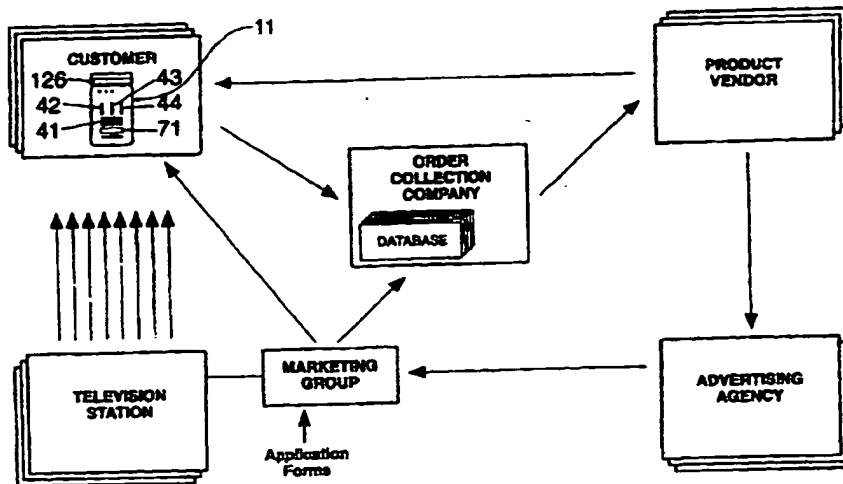 11
CUSTOMER
126
43
42
44
41
71
PRODUCT
VENDOR
ORDER
COLLECTION
COMPANY
DATABASE
TELEVISION
STATION
MARKETING
GROUP
Application
Forms
ADVERTISING
AGENCY